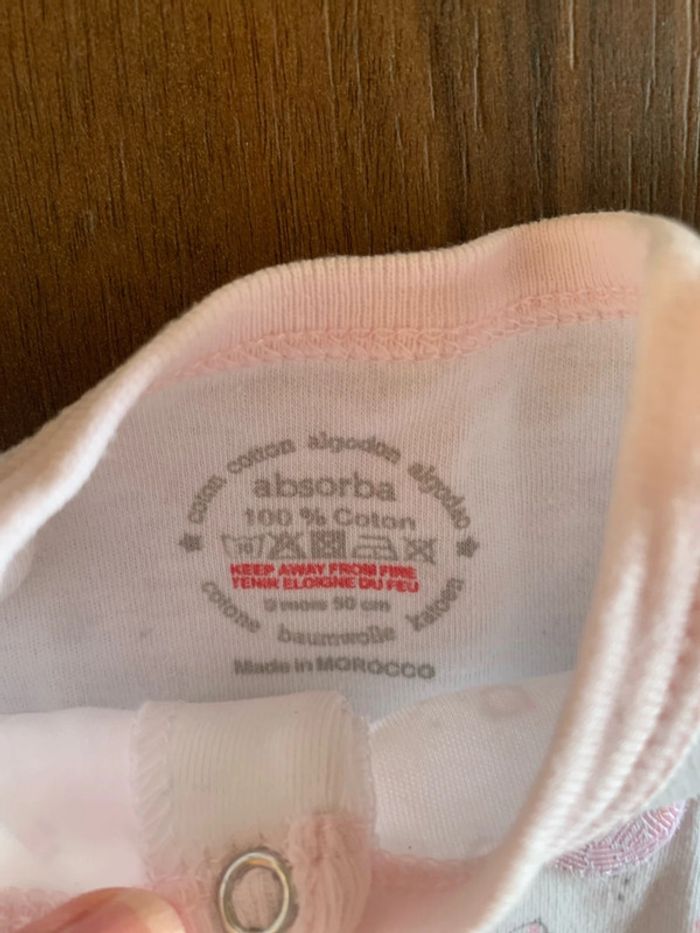 coton cotton algodon algodao
absorba
100 % Coton
KEEP AWAY FROM FIRE
TENIR ELOIGNE DU FEU
0 mois 50 cm
cotone baumwolle katoen
Made in MOROCCO